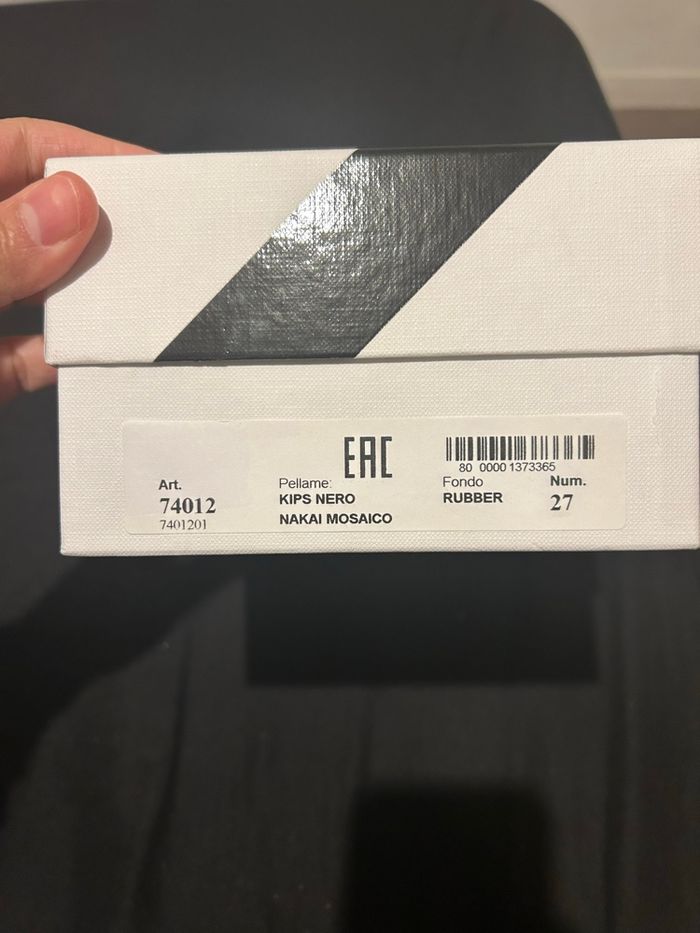 EAC
80 0000 1373365
Art.
74012
7401201
Pellame:
KIPS NERO
NAKAI MOSAICO
Fondo
RUBBER
Num.
27